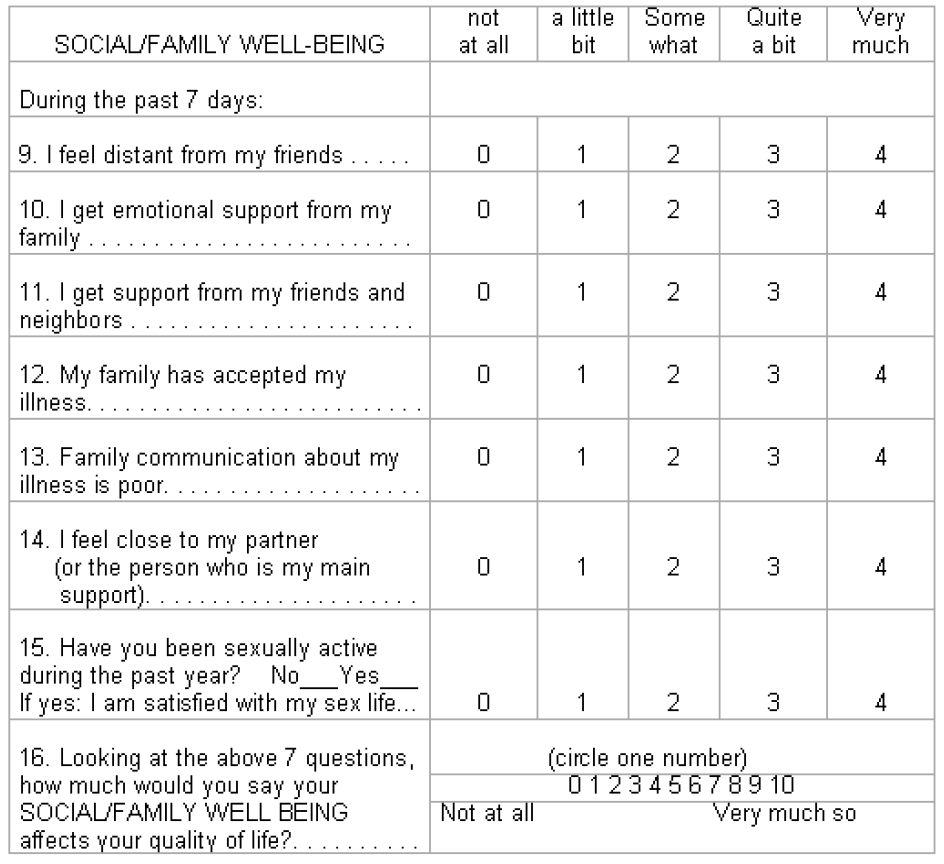 SOCIAL/FAMILY WELL-BEING
not at all
a little bit
Some what
Quite a bit
Very much
During the past 7 days:
9. I feel distant from my friends . . . . . 0 1 2 3 4
10. I get emotional support from my 0 1 2 3 4
family . . . . . . . . . . . . . . . . . . . . . . . . .
11. I get support from my friends and 0 1 2 3 4
neighbors . . . . . . . . . . . . . . . . . . . . . .
12. My family has accepted my 0 1 2 3 4
illness. . . . . . . . . . . . . . . . . . . . . . . . . .
13. Family communication about my 0 1 2 3 4
illness is poor. . . . . . . . . . . . . . . . . . . .
14. I feel close to my partner
(or the person who is my main 0 1 2 3 4
support). . . . . . . . . . . . . . . . . . . . .
15. Have you been sexually active
during the past year? No___Yes___
If yes: I am satisfied with my sex life... 0 1 2 3 4
16. Looking at the above 7 questions, (circle one number)
how much would you say your 0 1 2 3 4 5 6 7 8 9 10
SOCIAL/FAMILY WELL BEING Not at all Very much so
affects your quality of life?. . . . . . . . . .